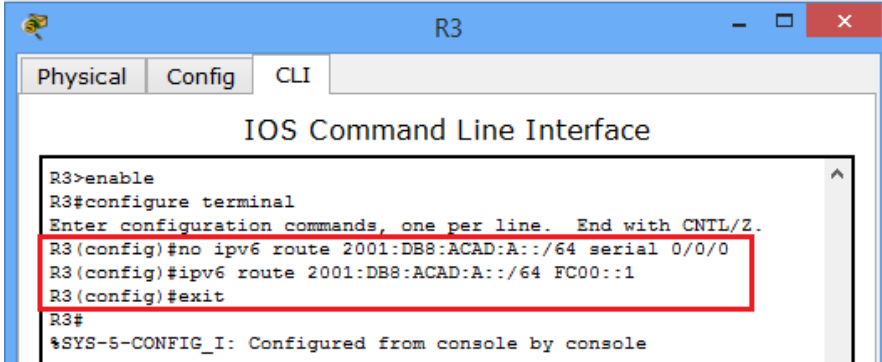 R3
Physical Config CLI
IOS Command Line Interface
R3>enable
R3#configure terminal
Enter configuration commands, one per line.  End with CNTL/Z.
R3(config)#no ipv6 route 2001:DB8:ACAD:A::/64 serial 0/0/0
R3(config)#ipv6 route 2001:DB8:ACAD:A::/64 FC00::1
R3(config)#exit
R3#
%SYS-5-CONFIG_I: Configured from console by console